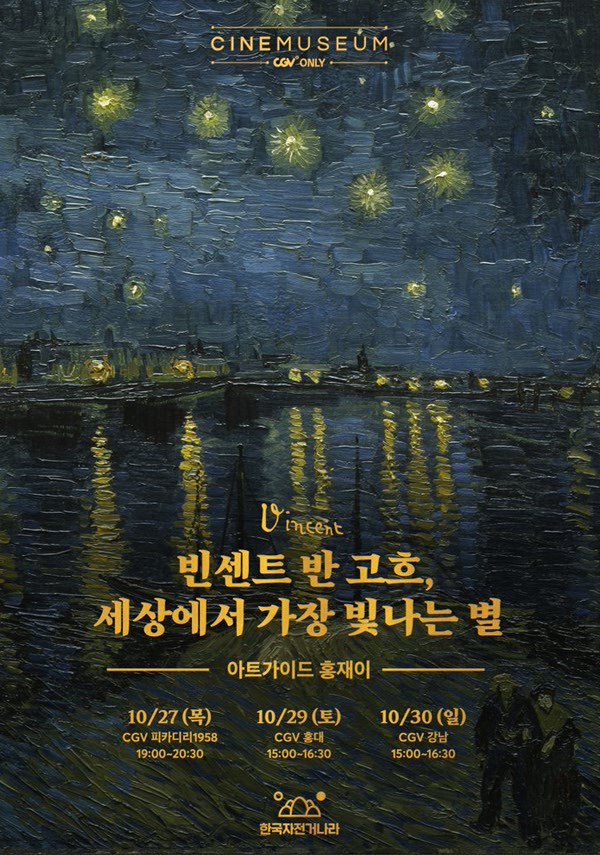 CINEMUSEUM
CGV ONLY
Vincent
빈센트 반 고흐,
세상에서 가장 빛나는 별
아트가이드 홍재이
10/27 (목) 10/29 (토) 10/30 (일)
CGV 피카디리1958 CGV 홍대 CGV 강남
19:00~20:30 15:00~16:30 15:00~16:30
한국자전거나라